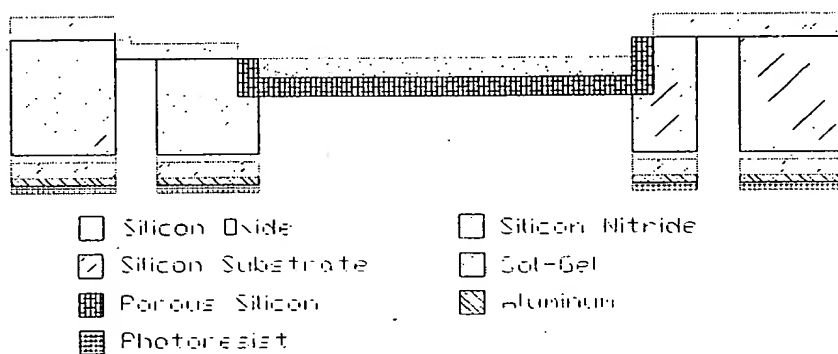 Silicon Oxide
Silicon Nitride
Silicon Substrate
Sol-Gel
Porous Silicon
Aluminum
Photoresist